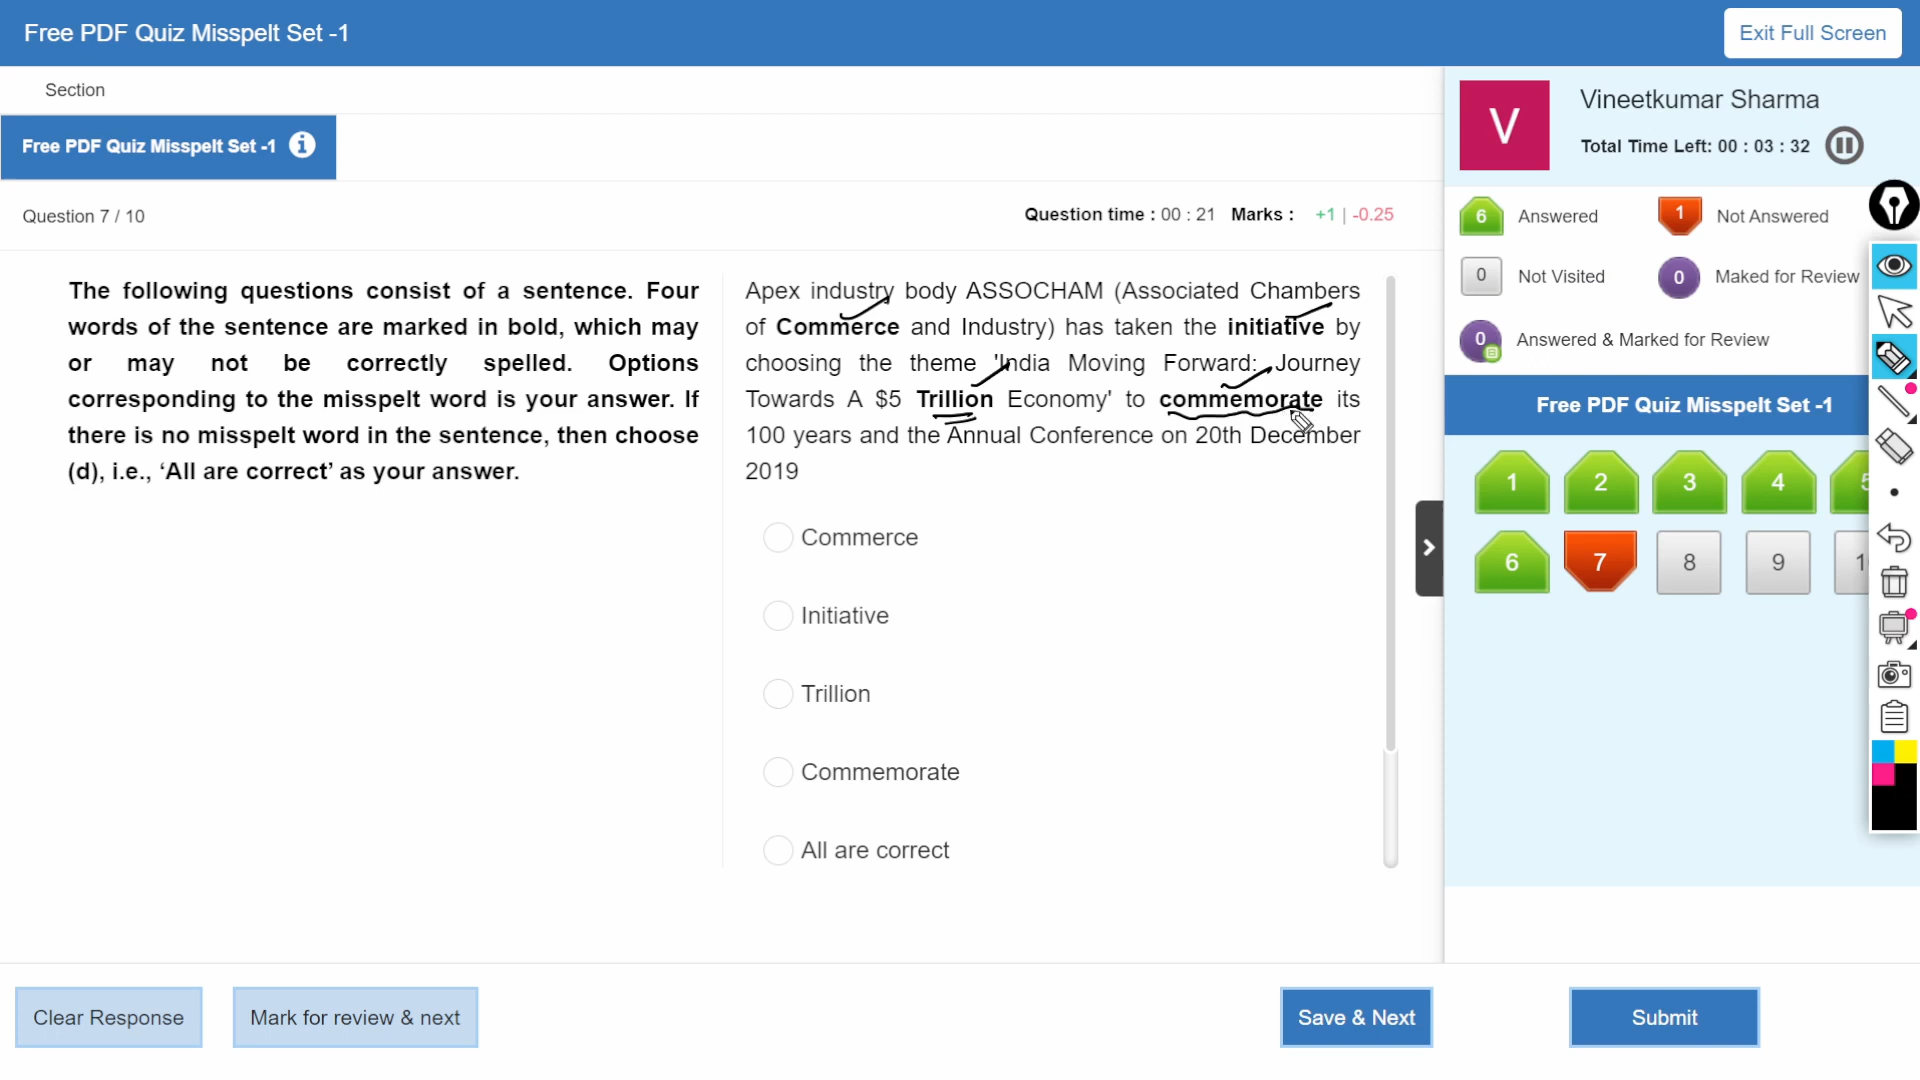 Free PDF Quiz Misspelt Set -1
Exit Full Screen
Section
Free PDF Quiz Misspelt Set -1
Question 7 / 10
Question time : 00 : 21 Marks : +1 | -0.25
The following questions consist of a sentence. Four
words of the sentence are marked in bold, which may
or may not be correctly spelled. Options
corresponding to the misspelt word is your answer. If
there is no misspelt word in the sentence, then choose
(d), i.e., ‘All are correct’ as your answer.
Apex industry body ASSOCHAM (Associated Chambers
of Commerce and Industry) has taken the initiative by
choosing the theme 'India Moving Forward: Journey
Towards A $5 Trillion Economy' to commemorate its
100 years and the Annual Conference on 20th December
2019
Commerce
Initiative
Trillion
Commemorate
All are correct
V
Vineetkumar Sharma
Total Time Left: 00 : 03 : 32
6 Answered
1 Not Answered
0 Not Visited
0 Maked for Review
0 Answered & Marked for Review
Free PDF Quiz Misspelt Set -1
1 2 3 4 5
6 7 8 9 1
Clear Response
Mark for review & next
Save & Next
Submit